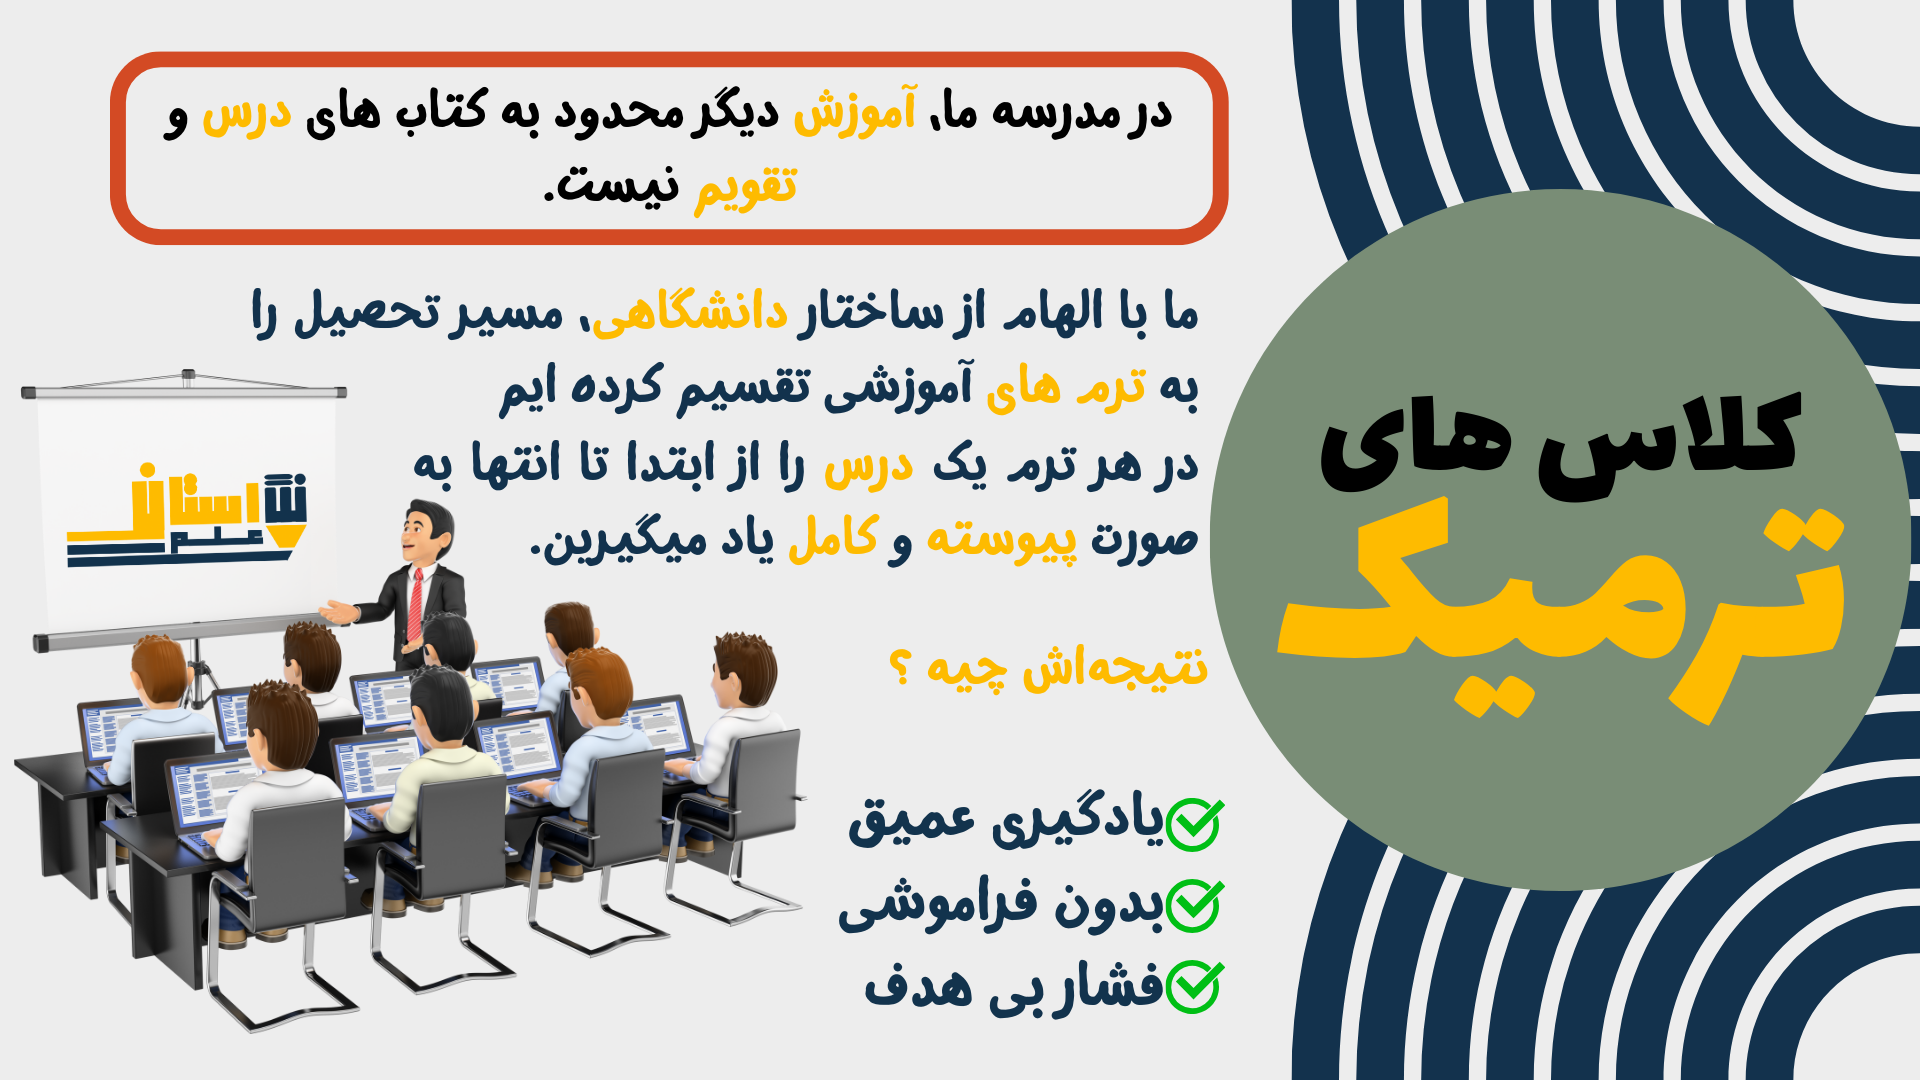 در مدرسه ما، آموزش دیگر محدود به کتاب های درس و
تقویم نیست.
ما با الهام از ساختار دانشگاهی، مسیر تحصیل را
به ترم های آموزشی تقسیم کرده ایم
در هر ترم یک درس را از ابتدا تا انتها به
صورت پیوسته و کامل یاد میگیرین.
نتیجه‌اش چیه ؟
یادگیری عمیق
بدون فراموشی
فشار بی هدف
کلاس های
ترمیک
علم